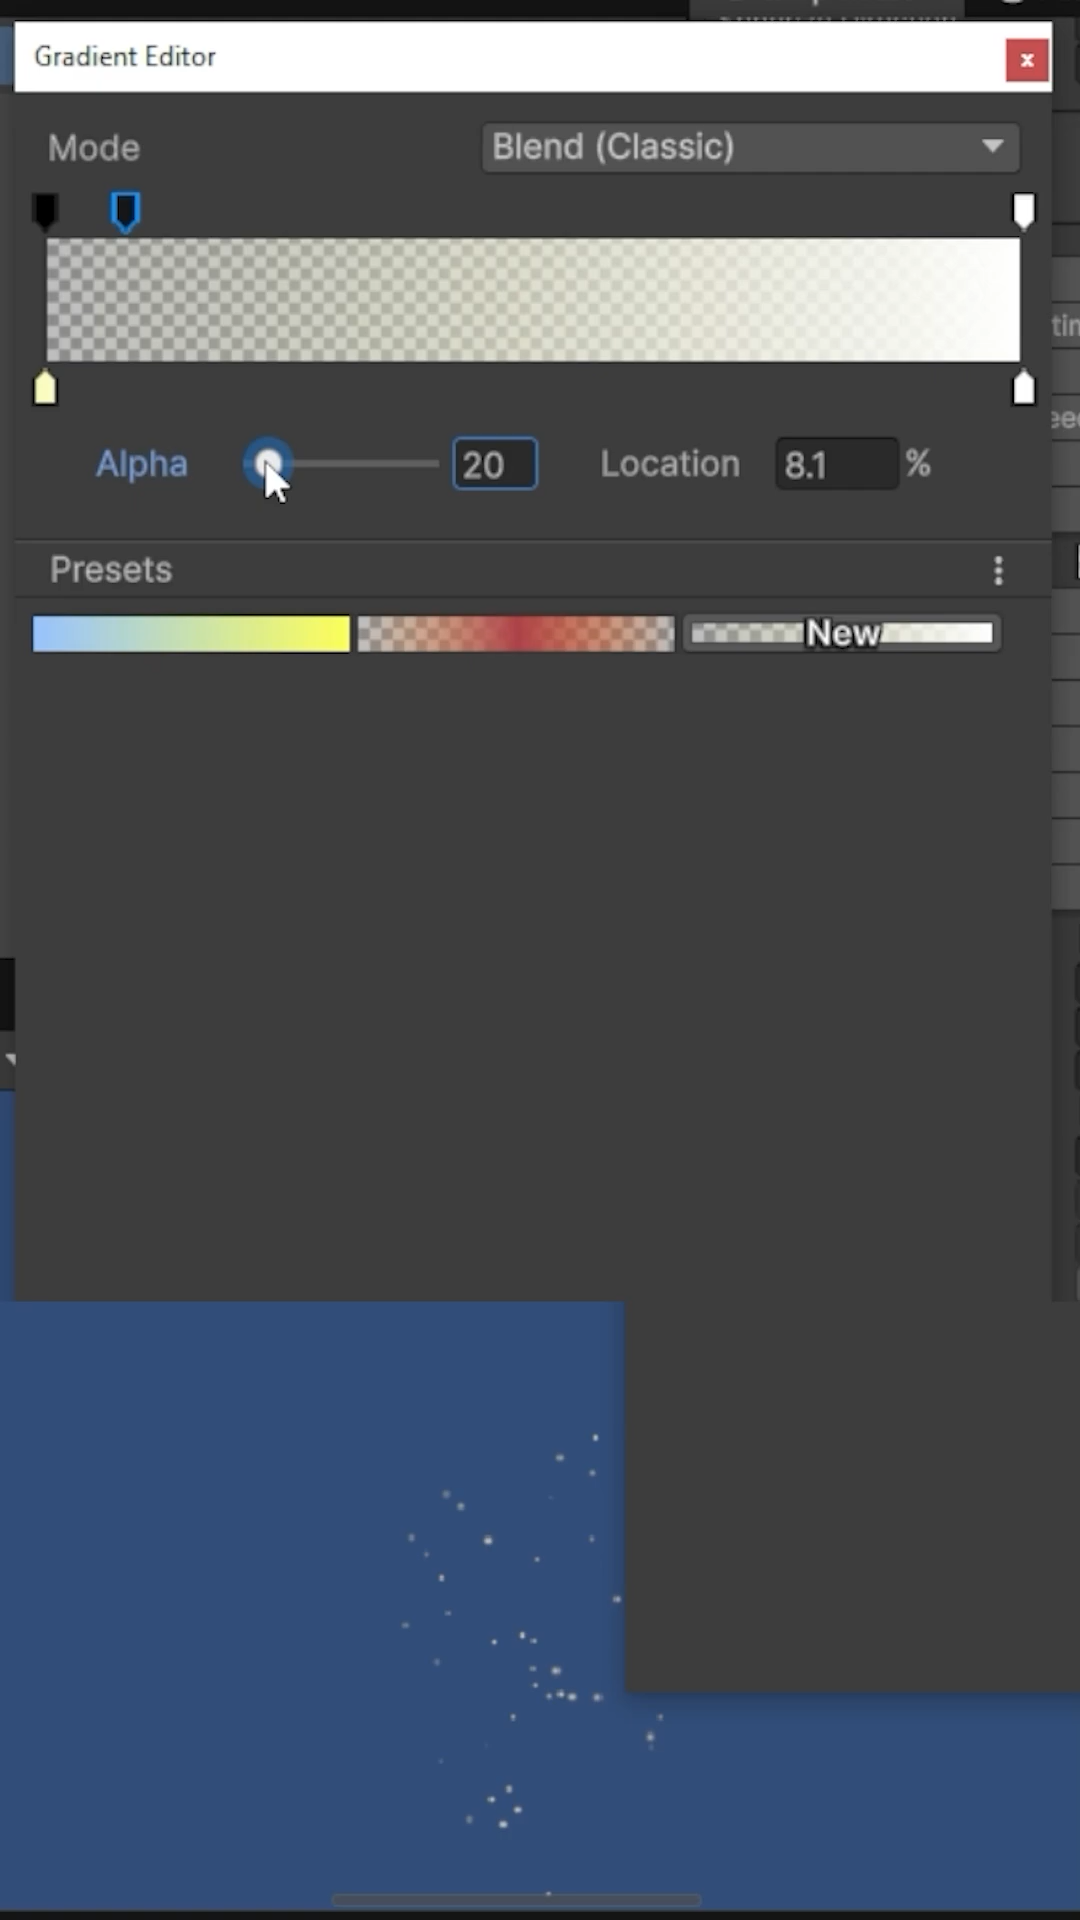 Gradient Editor
x
Mode
Blend (Classic)
Alpha
20
Location
8.1
%
Presets
New